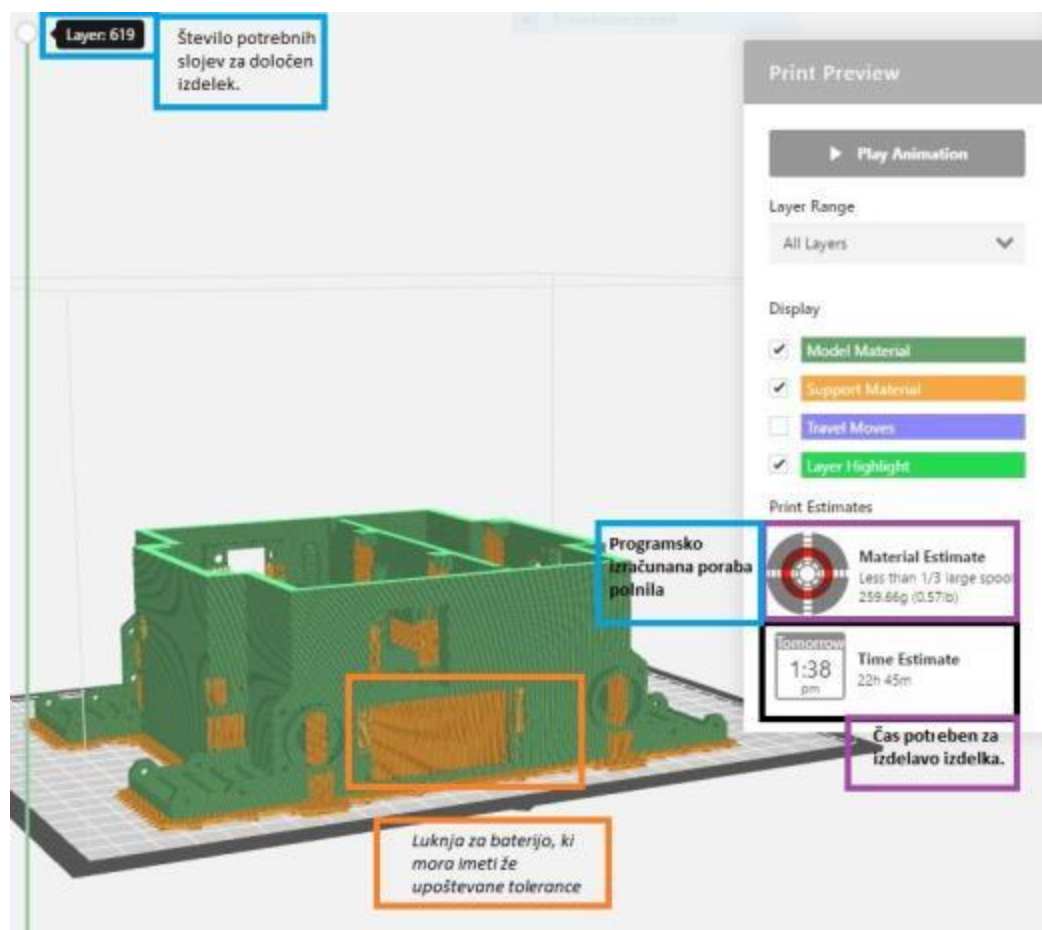 Layer: 619
Število potrebnih
slojev za določen
izdelek.
Print Preview
Play Animation
Layer Range
All Layers
Display
Model Material
Support Material
Travel Moves
Layer Highlight
Print Estimates
Programsko
izračunana poraba
polnila
Material Estimate
Less than 1/3 large spool
259.66g (0.57lb)
Tomorrow
1:38
pm
Time Estimate
22h 45m
Čas potreben za
izdelavo izdelka.
Luknja za baterijo, ki
mora imeti že
upoštevane tolerance